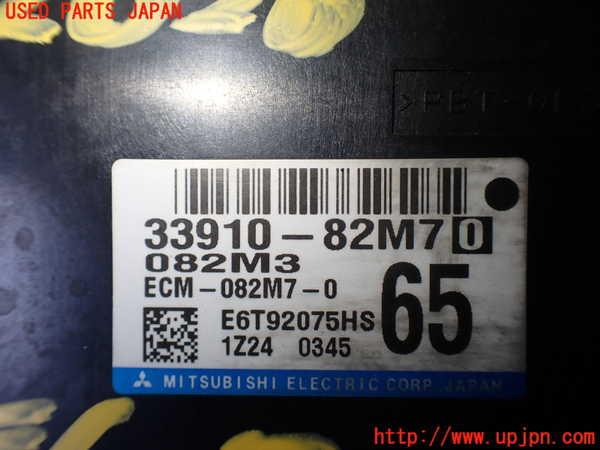 USED PARTS JAPAN
33910-82M70
082M3
ECM-082M7-0
65
E6T92075HS
1Z24 0345
MITSUBISHI ELECTRIC CORP. JAPAN
http://www.upjpn.com